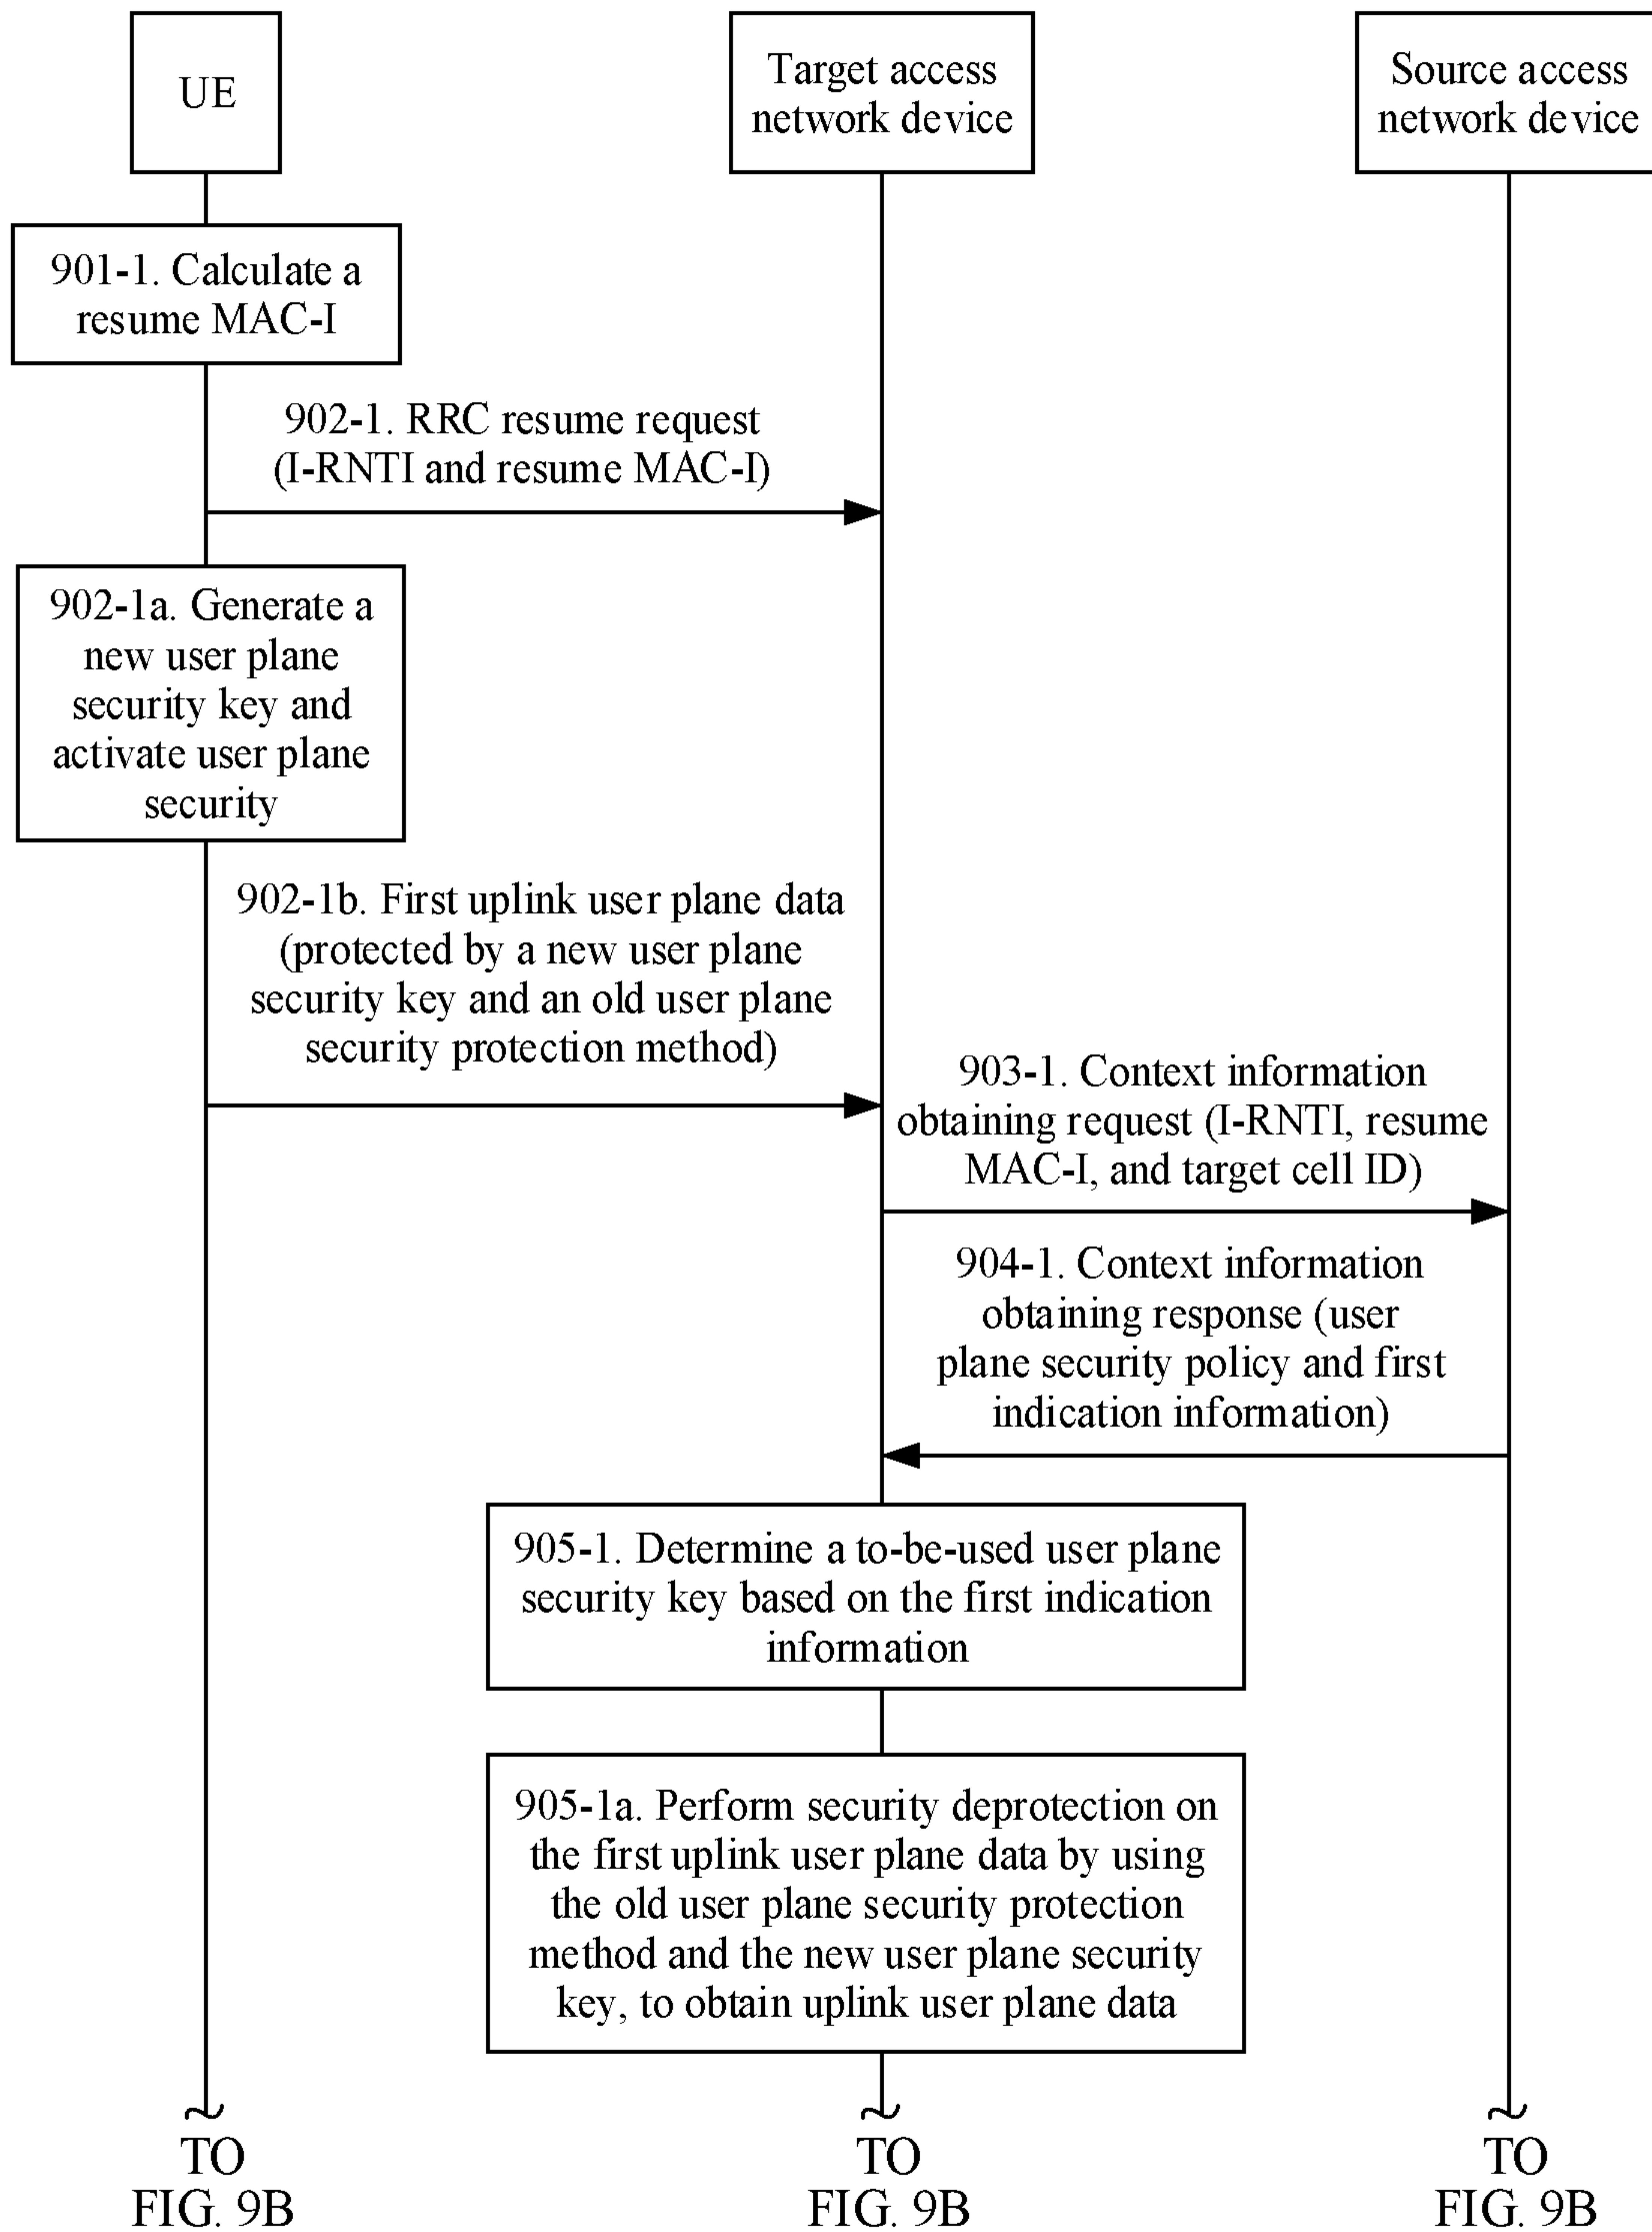 UE
Target access
network device
Source access
network device
901-1. Calculate a
resume MAC-I
902-1. RRC resume request
(I-RNTI and resume MAC-I)
902-1a. Generate a
new user plane
security key and
activate user plane
security
902-1b. First uplink user plane data
(protected by a new user plane
security key and an old user plane
security protection method)
903-1. Context information
obtaining request (I-RNTI, resume
MAC-I, and target cell ID)
904-1. Context information
obtaining response (user
plane security policy and first
indication information)
905-1. Determine a to-be-used user plane
security key based on the first indication
information
905-1a. Perform security deprotection on
the first uplink user plane data by using
the old user plane security protection
method and the new user plane security
key, to obtain uplink user plane data
TO
FIG. 9B
TO
FIG. 9B
TO
FIG. 9B